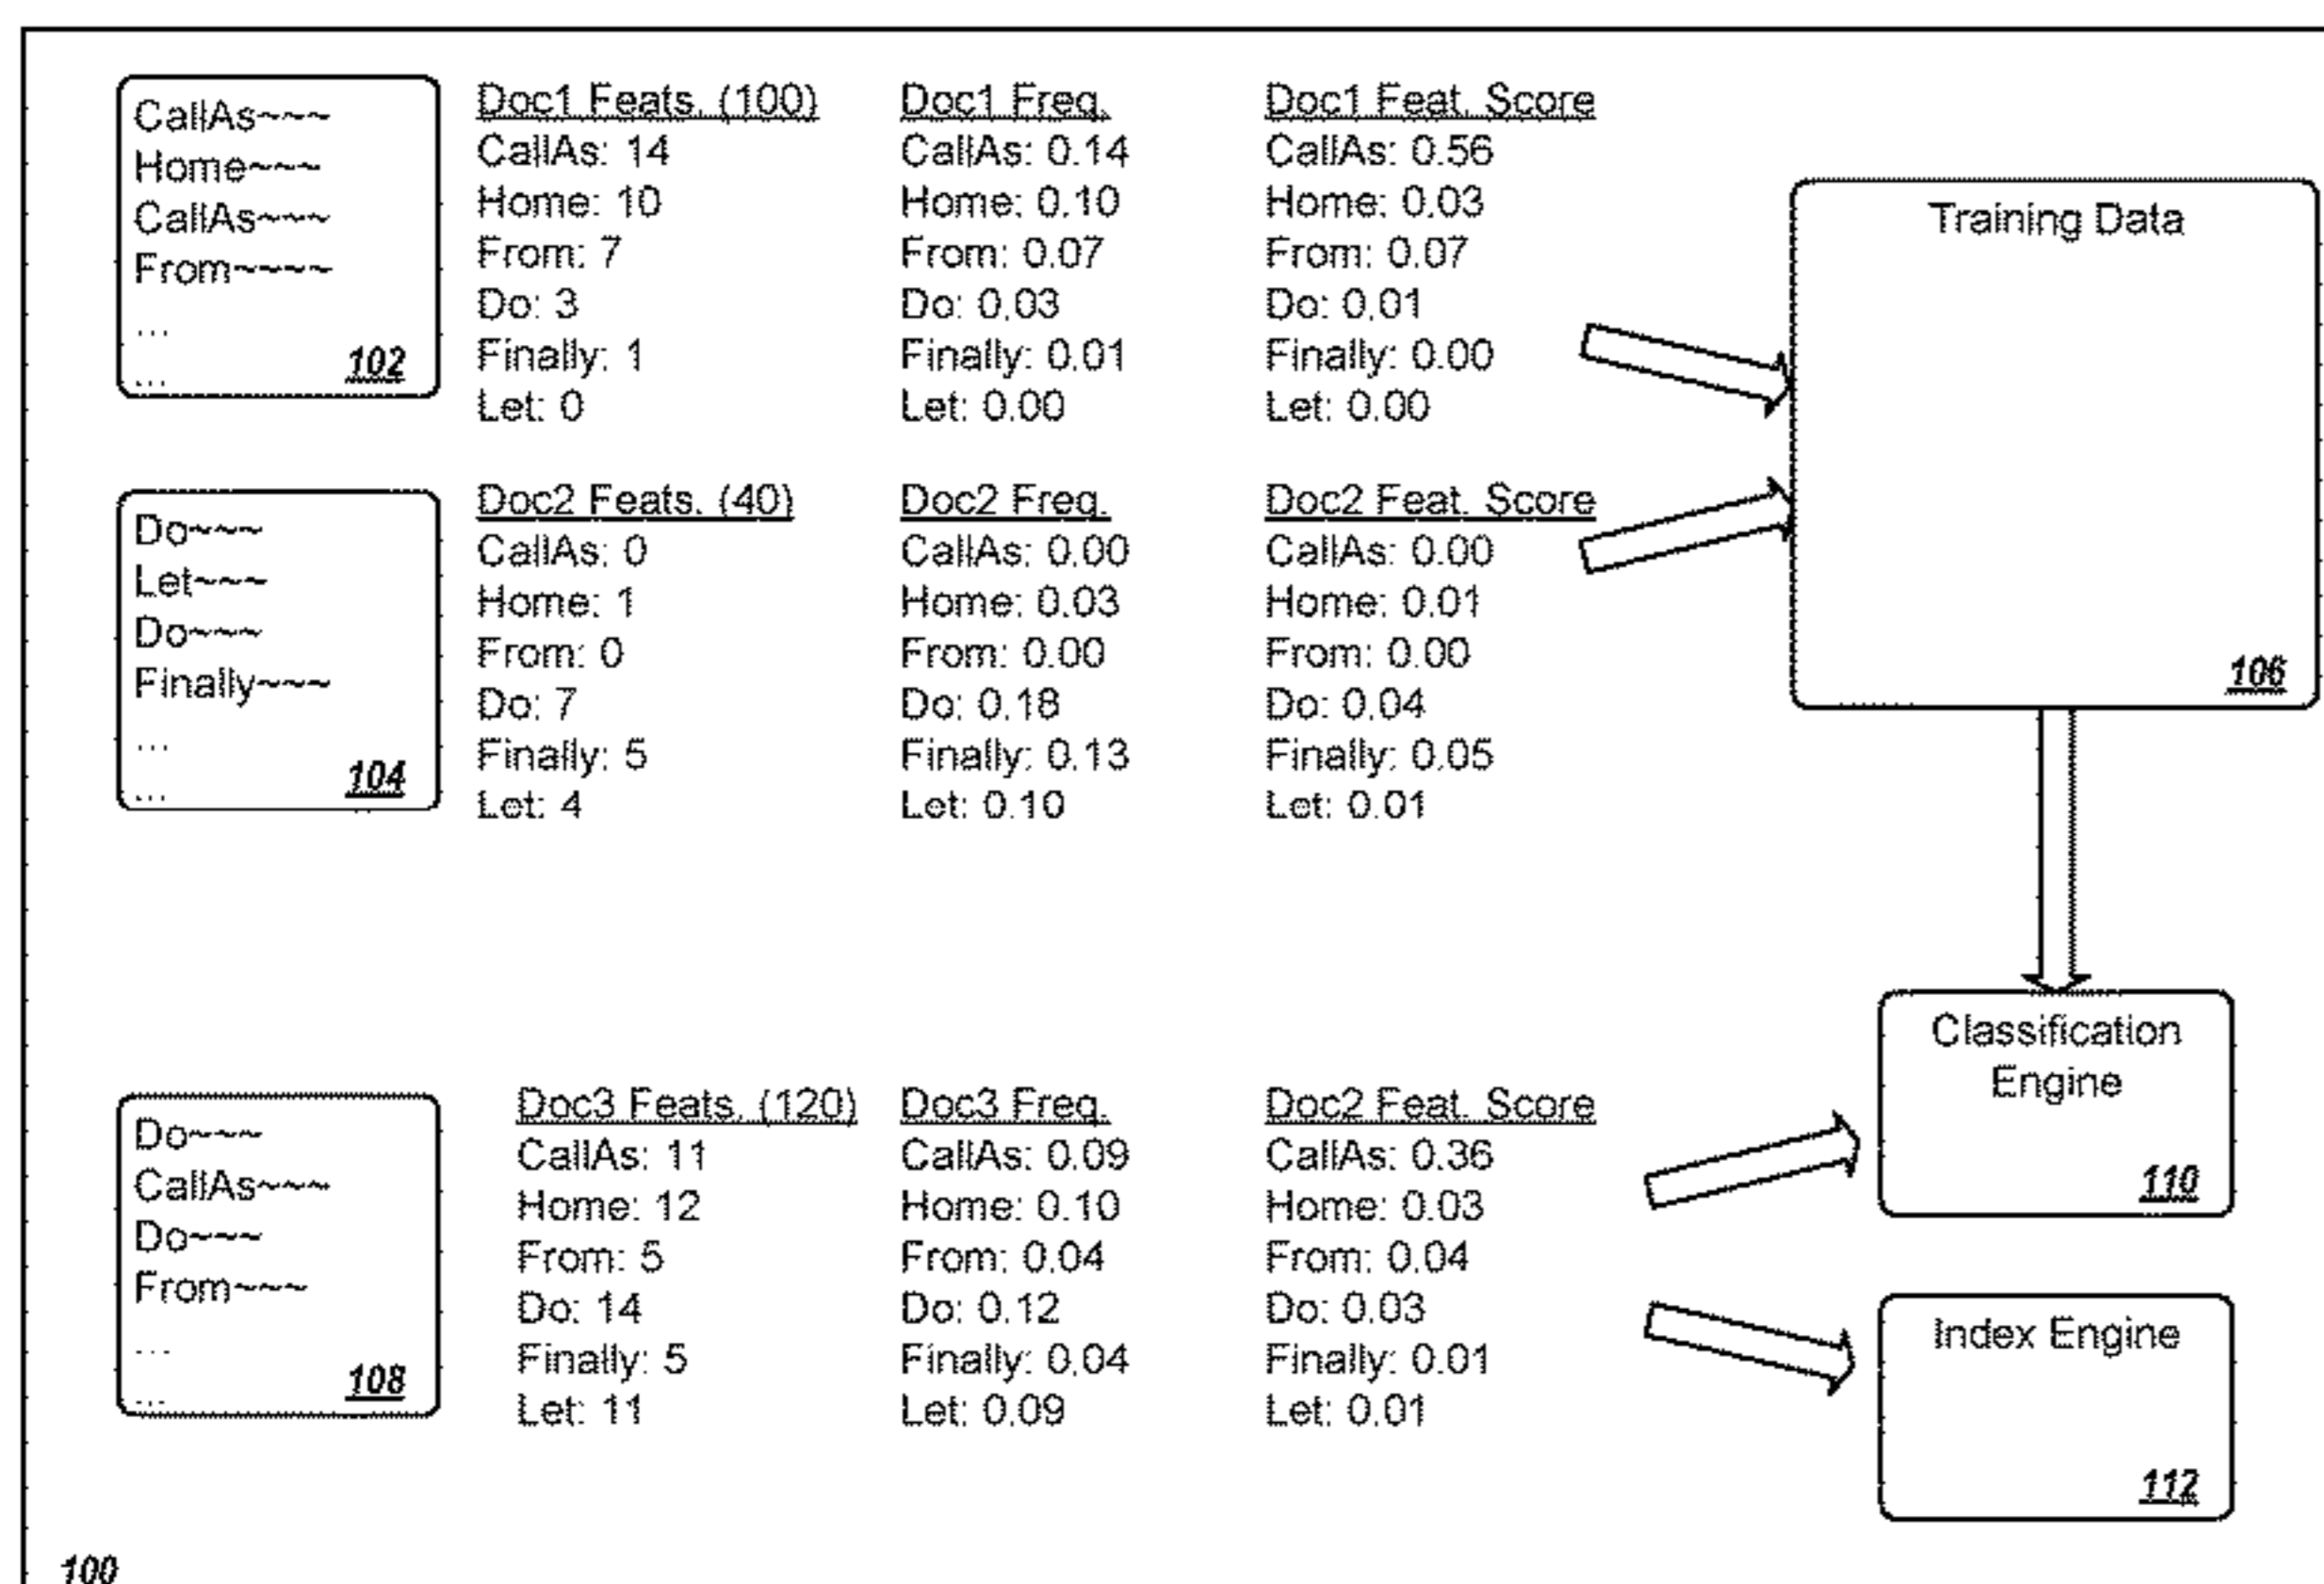 CallAs~~~
Home~~~
CallAs~~~
From~~~~
...
...
102
Doc1 Feats. (100)
CallAs: 14
Home: 10
From: 7
Do: 3
Finally: 1
Let: 0
Doc1 Freq.
CallAs: 0.14
Home: 0.10
From: 0.07
Do: 0.03
Finally: 0.01
Let: 0.00
Doc1 Feat. Score
CallAs: 0.56
Home: 0.03
From: 0.07
Do: 0.01
Finally: 0.00
Let: 0.00
Training Data
106
Do~~~
Let~~~
Do~~~
Finally~~~
...
...
104
Doc2 Feats. (40)
CallAs: 0
Home: 1
From: 0
Do: 7
Finally: 5
Let: 4
Doc2 Freq.
CallAs: 0.00
Home: 0.03
From: 0.00
Do: 0.18
Finally: 0.13
Let: 0.10
Doc2 Feat. Score
CallAs: 0.00
Home: 0.01
From: 0.00
Do: 0.04
Finally: 0.05
Let: 0.01
Do~~~
CallAs~~~
Do~~~
From~~~
...
...
108
Doc3 Feats. (120)
CallAs: 11
Home: 12
From: 5
Do: 14
Finally: 5
Let: 11
Doc3 Freq.
CallAs: 0.09
Home: 0.10
From: 0.04
Do: 0.12
Finally: 0.04
Let: 0.09
Doc2 Feat. Score
CallAs: 0.36
Home: 0.03
From: 0.04
Do: 0.03
Finally: 0.01
Let: 0.01
Classification
Engine
110
Index Engine
112
100